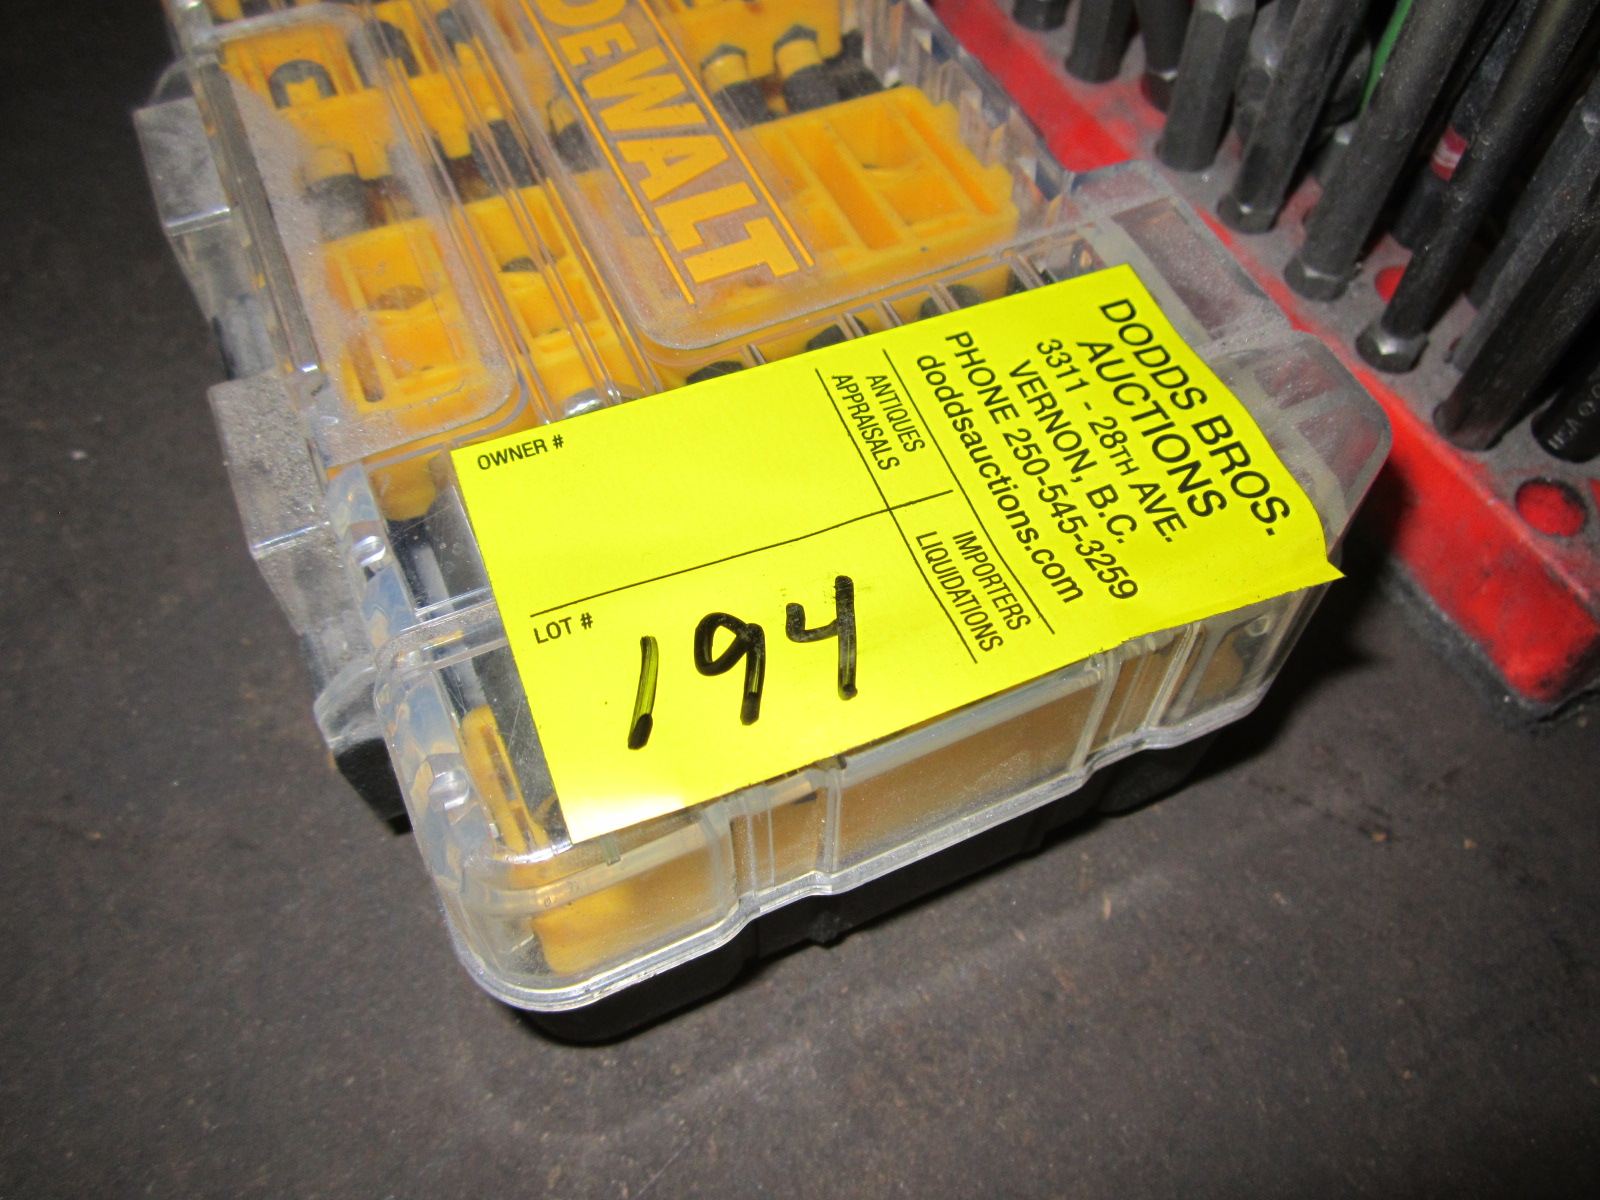 DEWALT
DODDS BROS.
AUCTIONS
3311 - 28TH AVE.
VERNON, B.C.
PHONE 250-545-3259
doddsauctions.com
ANTIQUES
APPRAISALS
IMPORTERS
LIQUIDATIONS
OWNER #
LOT #
194
USA